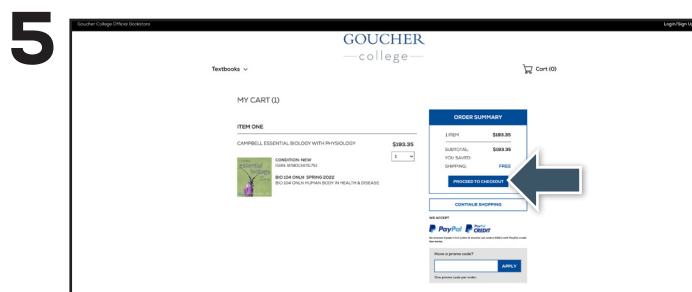 5
Goucher College Official Bookstore
Login/Sign Up
GOUCHER
college
Textbooks
Cart (0)
MY CART (1)
ITEM ONE
CAMPBELL ESSENTIAL BIOLOGY WITH PHYSIOLOGY $193.35
1
CONDITION: NEW
BIO 104 ONLN SPRING 2022
BIO 104 ONLN HUMAN BODY IN HEALTH & DISEASE
essential
biology
ORDER SUMMARY
1 ITEM $193.35
SUBTOTAL: $193.35
YOU SAVED:
SHIPPING: FREE
PROCEED TO CHECKOUT
CONTINUE SHOPPING
WE ACCEPT
PayPal PayPal CREDIT
Have a promo code?
APPLY
One promo code per order.